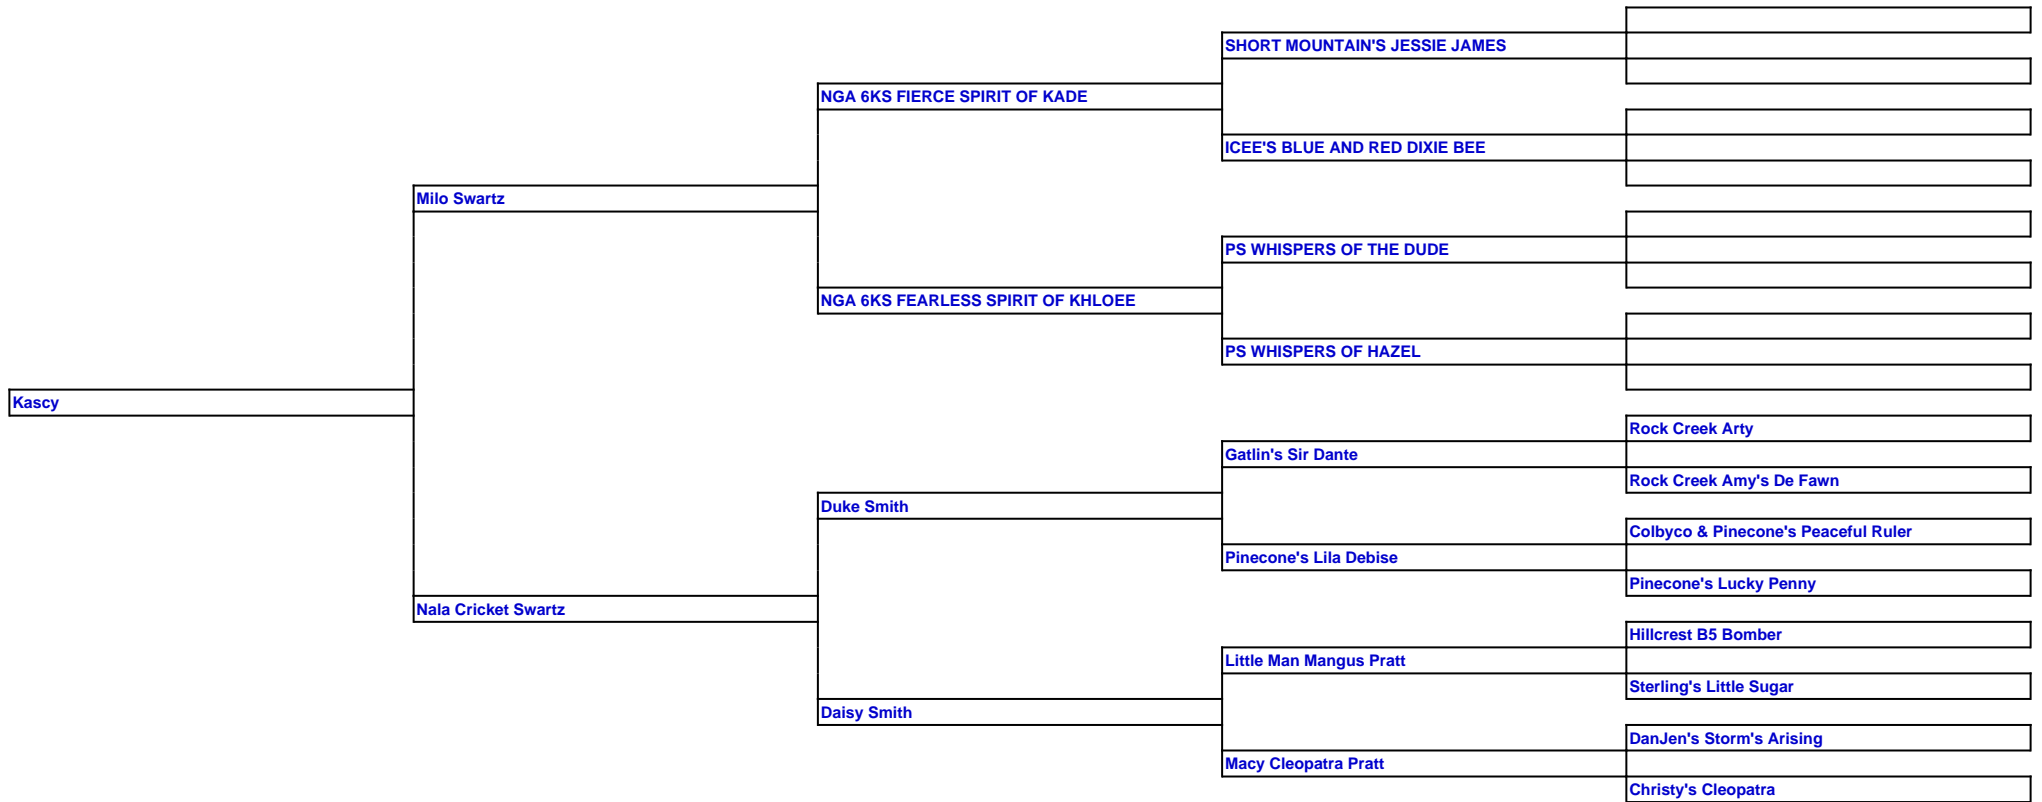 SHORT MOUNTAIN'S JESSIE JAMES
NGA 6KS FIERCE SPIRIT OF KADE
ICEE'S BLUE AND RED DIXIE BEE
Milo Swartz
PS WHISPERS OF THE DUDE
NGA 6KS FEARLESS SPIRIT OF KHLOEE
PS WHISPERS OF HAZEL
Kascy
Rock Creek Arty
Gatlin's Sir Dante
Rock Creek Amy's De Fawn
Duke Smith
Colbyco & Pinecone's Peaceful Ruler
Pinecone's Lila Debise
Pinecone's Lucky Penny
Nala Cricket Swartz
Hillcrest B5 Bomber
Little Man Mangus Pratt
Sterling's Little Sugar
Daisy Smith
DanJen's Storm's Arising
Macy Cleopatra Pratt
Christy's Cleopatra